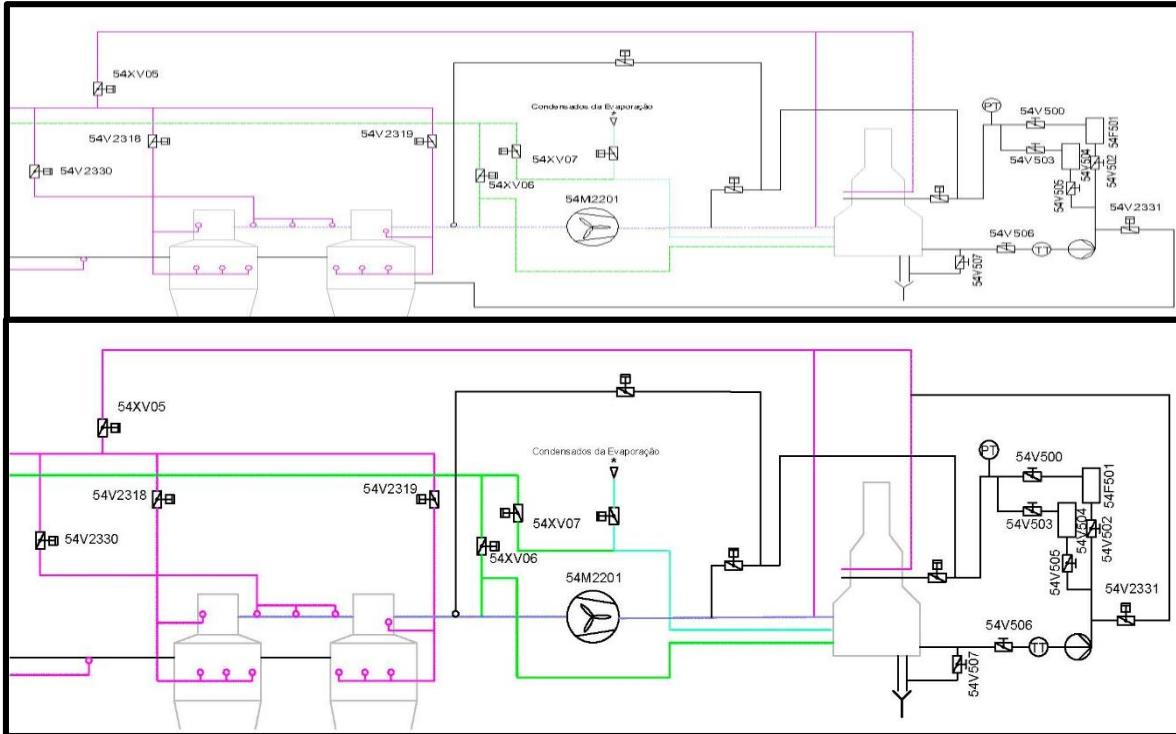 54XV05
54V2318
54V2319
54V2330
Condensados da Evaporação
*
54XV07
54XV06
54M2201
PT
54V500
54F501
54V503
54V504
54V502
54V505
54V2331
54V506
TT
54V507
54XV05
54V2318
54V2319
54V2330
Condensados da Evaporação
*
54XV07
54XV06
54M2201
PT
54V500
54F501
54V503
54V504
54V502
54V505
54V2331
54V506
TT
54V507